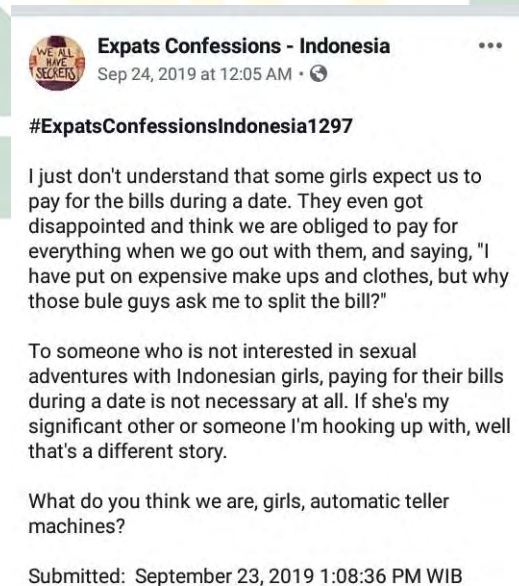 WE ALL
HAVE
SECRETS
Expats Confessions - Indonesia
Sep 24, 2019 at 12:05 AM ·
#ExpatsConfessionsIndonesia1297
I just don't understand that some girls expect us to
pay for the bills during a date. They even got
disappointed and think we are obliged to pay for
everything when we go out with them, and saying, "I
have put on expensive make ups and clothes, but why
those bule guys ask me to split the bill?"
To someone who is not interested in sexual
adventures with Indonesian girls, paying for their bills
during a date is not necessary at all. If she's my
significant other or someone I'm hooking up with, well
that's a different story.
What do you think we are, girls, automatic teller
machines?
Submitted: September 23, 2019 1:08:36 PM WIB